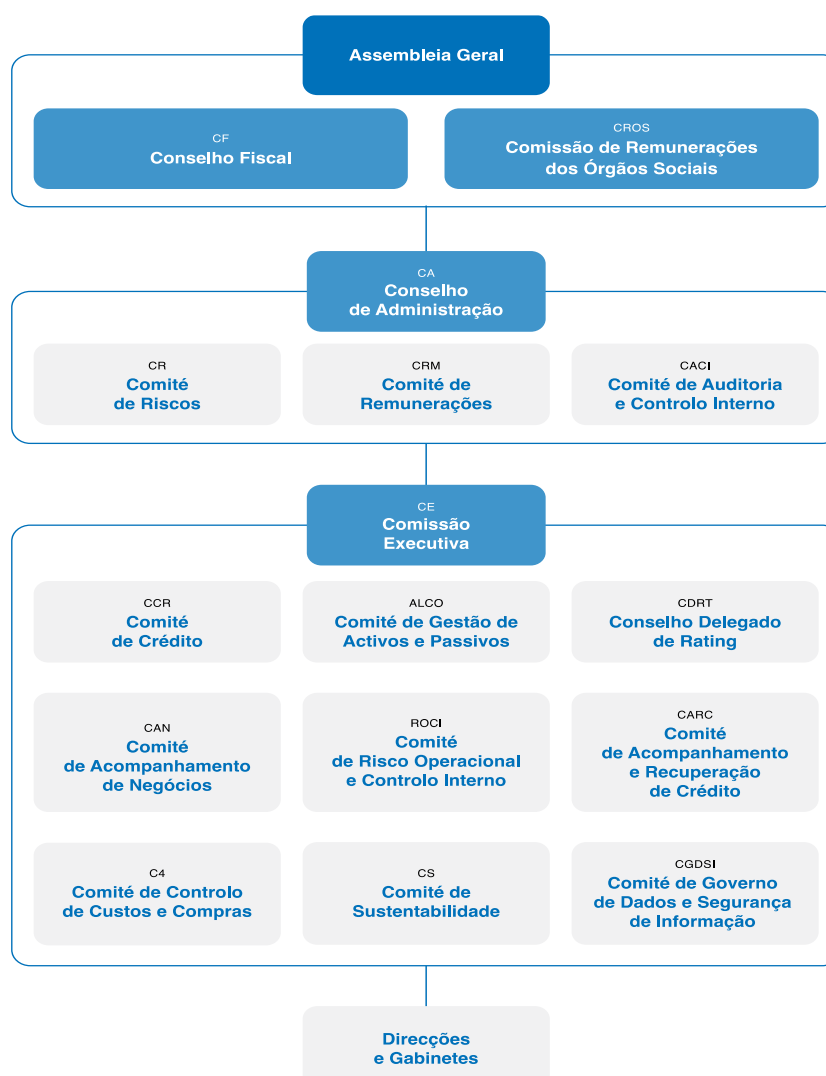 Assembleia Geral
CF
Conselho Fiscal
CROS
Comissão de Remunerações
dos Órgãos Sociais
CA
Conselho
de Administração
CR
Comité
de Riscos
CRM
Comité de
Remunerações
CACI
Comité de Auditoria
e Controlo Interno
CE
Comissão
Executiva
CCR
Comité
de Crédito
ALCO
Comité de Gestão de
Activos e Passivos
CDRT
Conselho Delegado
de Rating
CAN
Comité
de Acompanhamento
de Negócios
ROCI
Comité
de Risco Operacional
e Controlo Interno
CARC
Comité
de Acompanhamento
e Recuperação
de Crédito
C4
Comité de Controlo
de Custos e Compras
CS
Comité de
Sustentabilidade
CGDSI
Comité de Governo
de Dados e Segurança
de Informação
Direcções
e Gabinetes